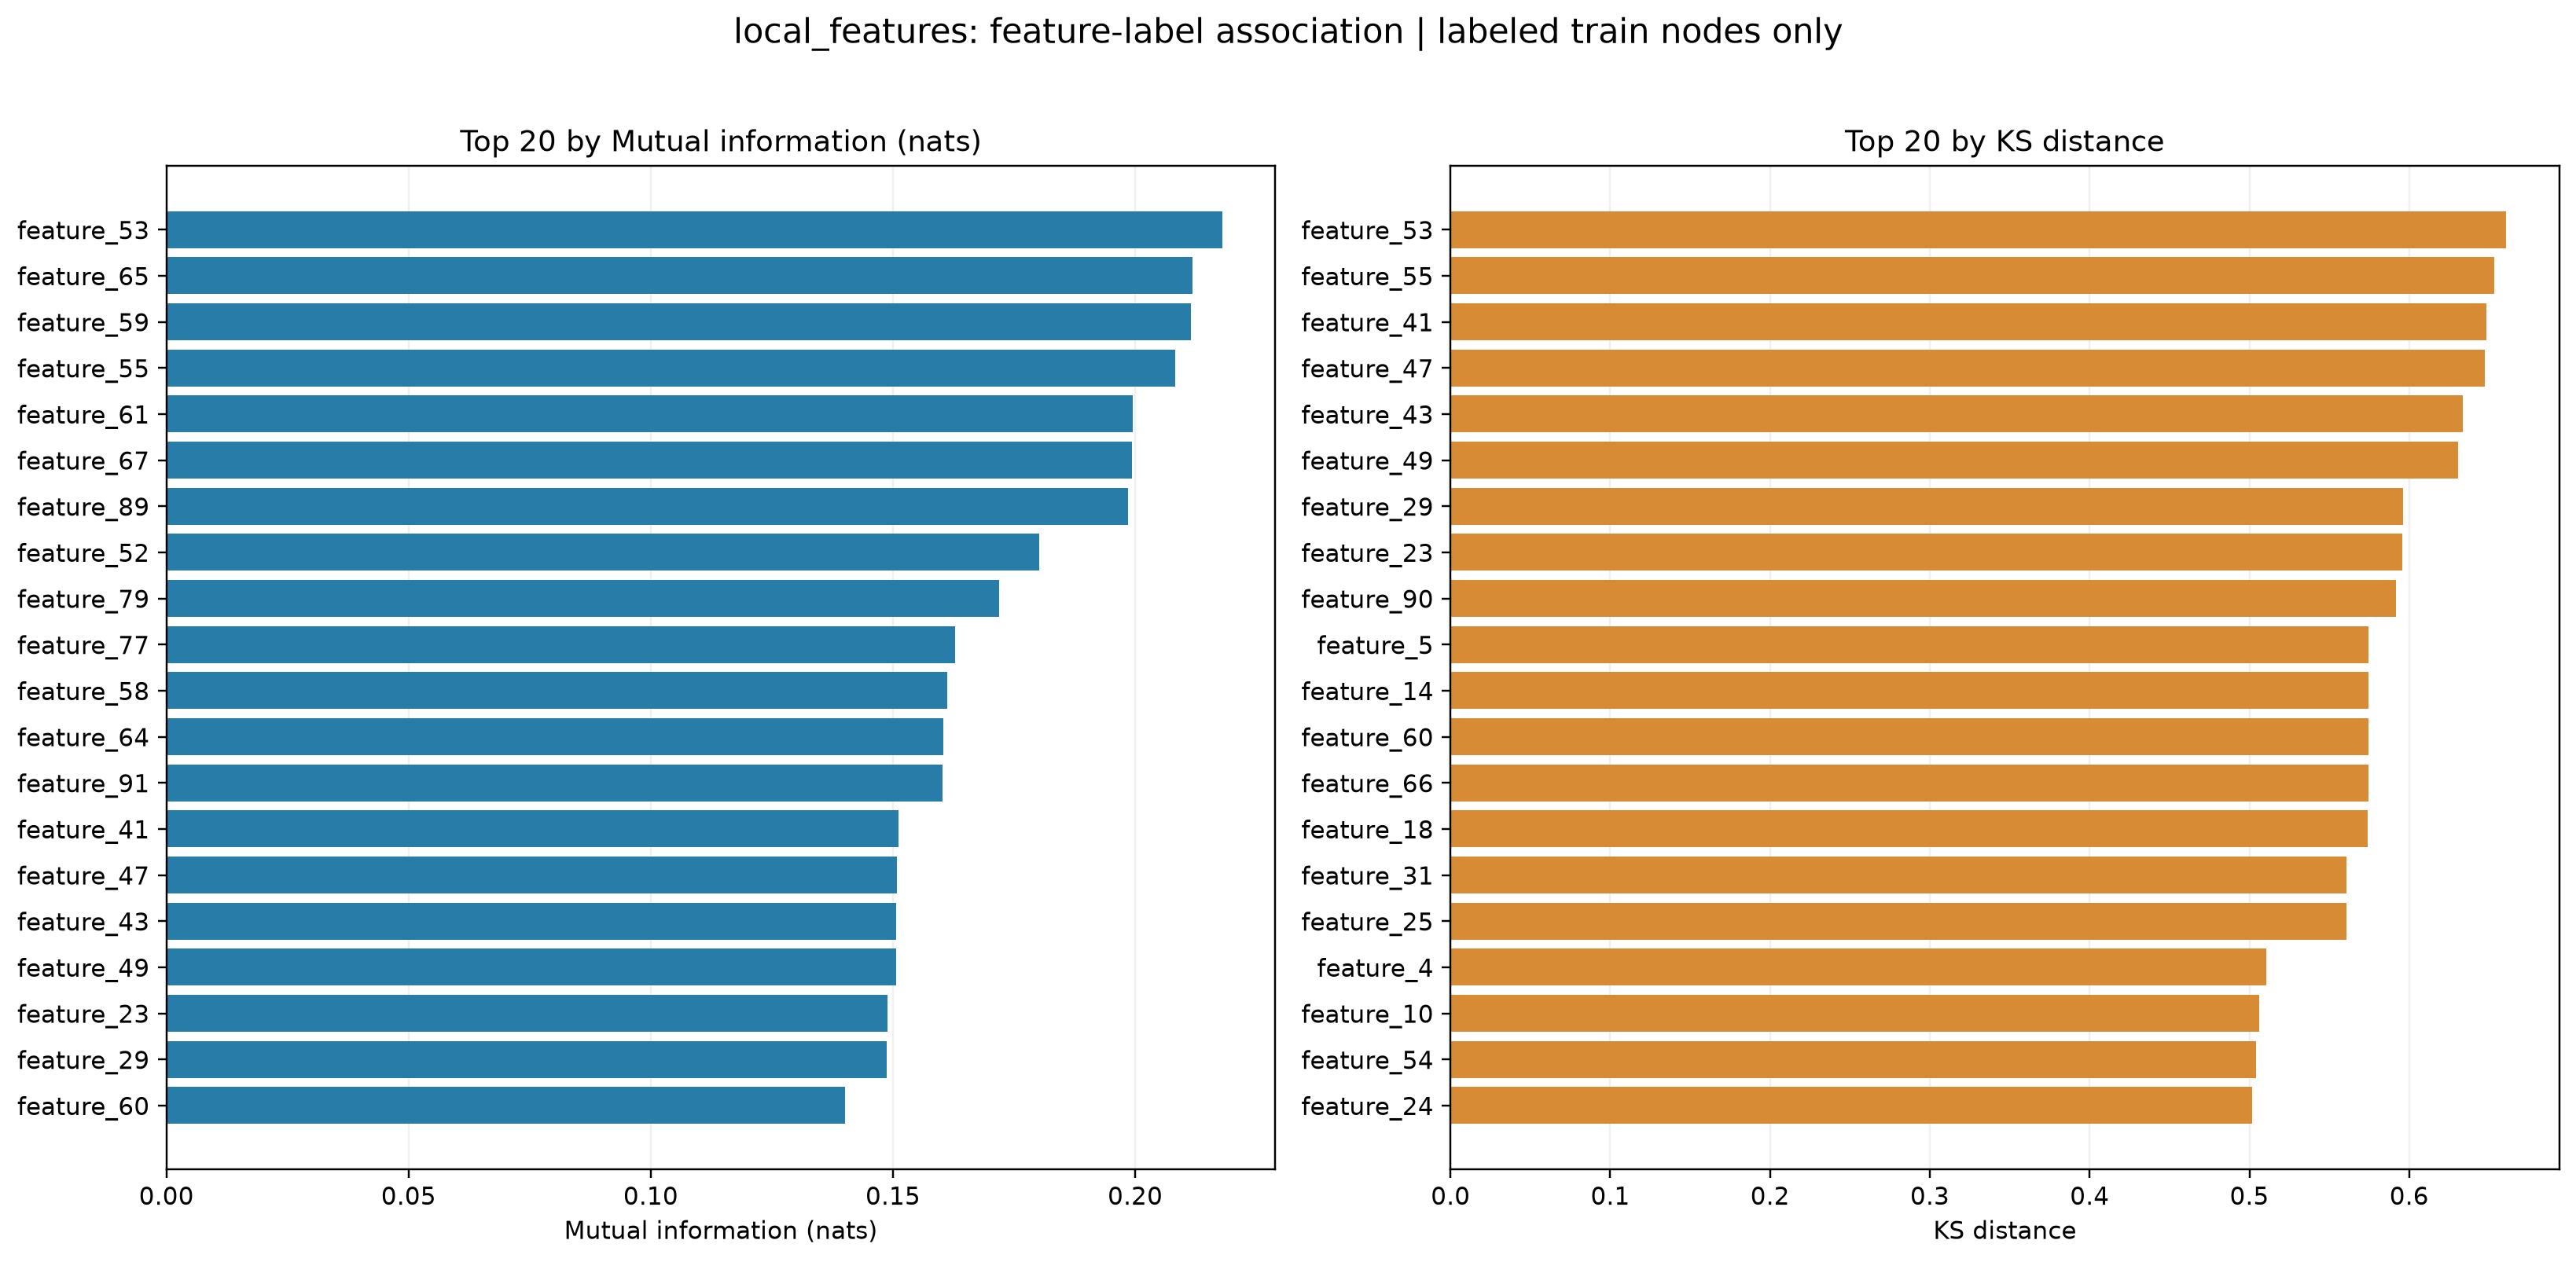 local_features: feature-label association | labeled train nodes only
Top 20 by Mutual information (nats)
feature_53
feature_65
feature_59
feature_55
feature_61
feature_67
feature_89
feature_52
feature_79
feature_77
feature_58
feature_64
feature_91
feature_41
feature_47
feature_43
feature_49
feature_23
feature_29
feature_60
0.00 0.05 0.10 0.15 0.20
Mutual information (nats)
Top 20 by KS distance
feature_53
feature_55
feature_41
feature_47
feature_43
feature_49
feature_29
feature_23
feature_90
feature_5
feature_14
feature_60
feature_66
feature_18
feature_31
feature_25
feature_4
feature_10
feature_54
feature_24
0.0 0.1 0.2 0.3 0.4 0.5 0.6
KS distance